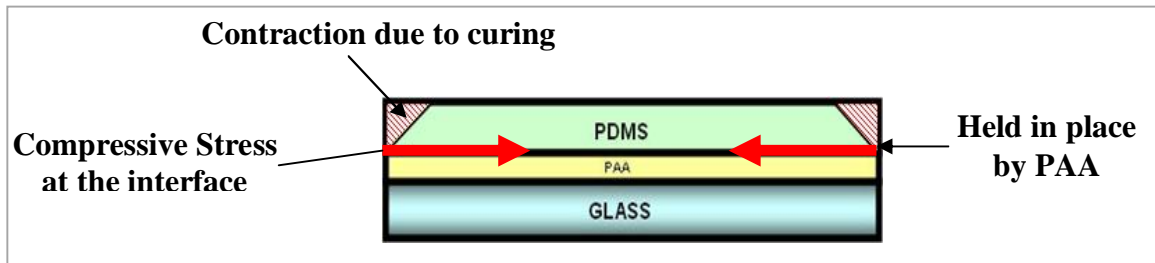 Contraction due to curing
Compressive Stress
at the interface
PDMS
Held in place
by PAA
PAA
GLASS